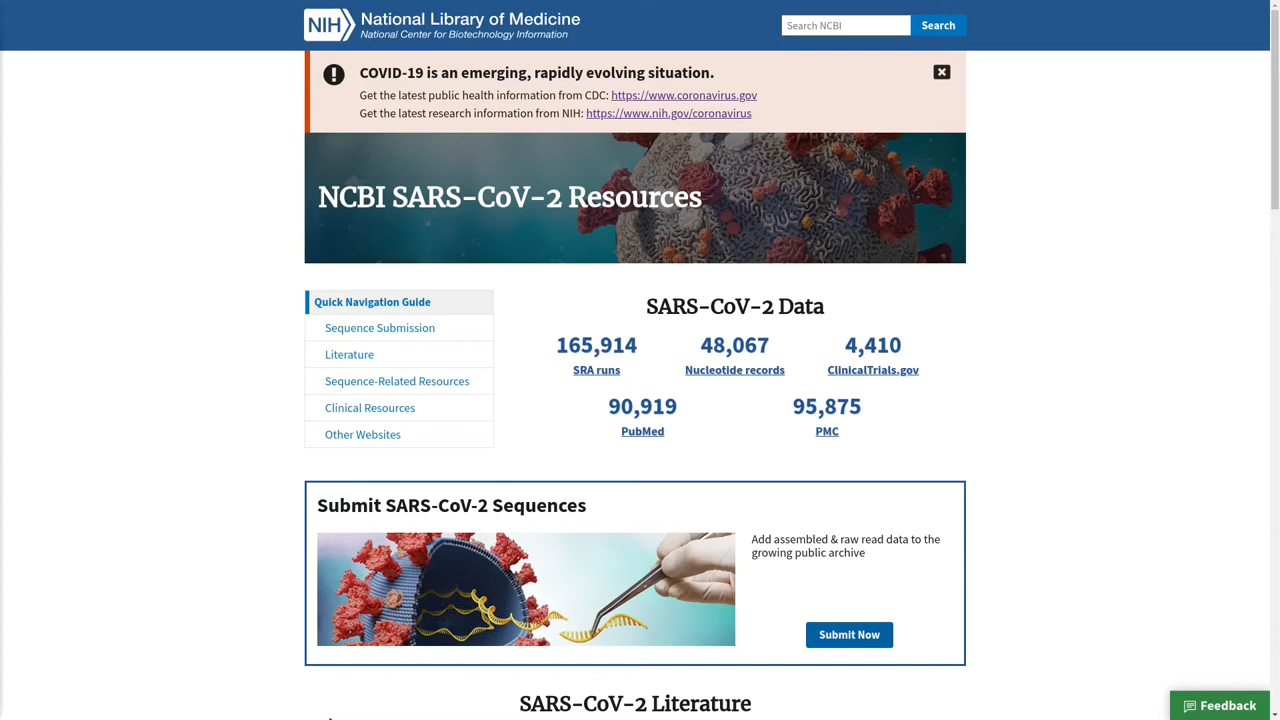 NIH
National Library of Medicine
National Center for Biotechnology Information
Search NCBI
Search
COVID-19 is an emerging, rapidly evolving situation.
Get the latest public health information from CDC: https://www.coronavirus.gov
Get the latest research information from NIH: https://www.nih.gov/coronavirus
NCBI SARS-CoV-2 Resources
Quick Navigation Guide
Sequence Submission
Literature
Sequence-Related Resources
Clinical Resources
Other Websites
SARS-CoV-2 Data
165,914 48,067 4,410
SRA runs Nucleotide records ClinicalTrials.gov
90,919 95,875
PubMed PMC
Submit SARS-CoV-2 Sequences
Add assembled & raw read data to the
growing public archive
Submit Now
SARS-CoV-2 Literature
Feedback